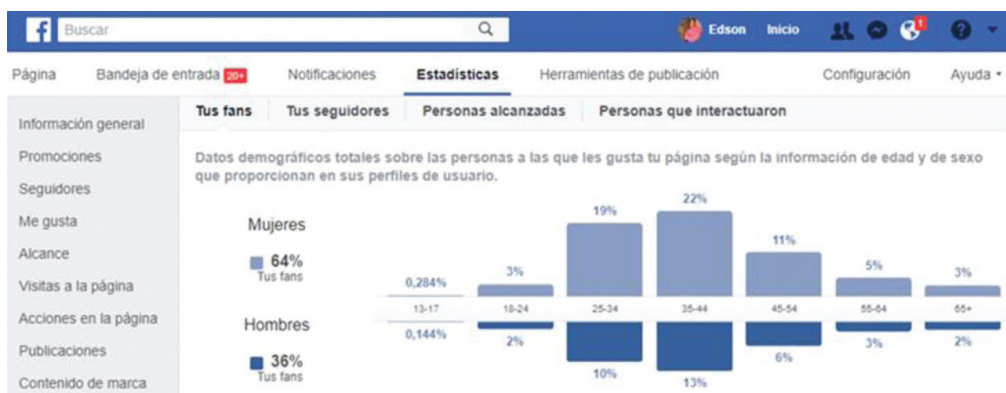 f Buscar Edson Inicio 1 ?
Página Bandeja de entrada 20+ Notificaciones Estadísticas Herramientas de publicación Configuración Ayuda
Información general
Promociones
Seguidores
Me gusta
Alcance
Visitas a la página
Acciones en la página
Publicaciones
Contenido de marca
Tus fans Tus seguidores Personas alcanzadas Personas que interactuaron
Datos demográficos totales sobre las personas a las que les gusta tu página según la información de edad y de sexo
que proporcionan en sus perfiles de usuario.
Mujeres
64%
Tus fans
0,284% 3% 19% 22% 11% 5% 3%
13-17 18-24 25-34 35-44 45-54 55-64 65+
Hombres
36%
Tus fans
0,144% 2% 10% 13% 6% 3% 2%